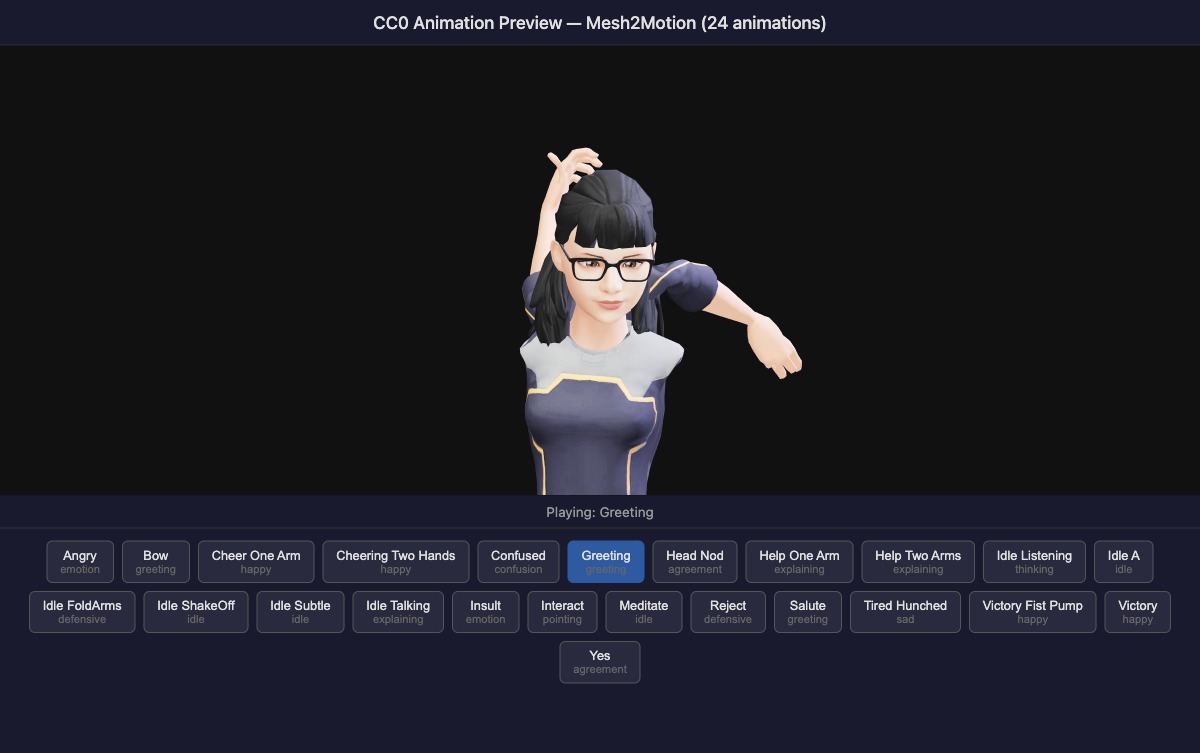 CC0 Animation Preview — Mesh2Motion (24 animations)
Playing: Greeting
Angry Bow Cheer One Arm Cheering Two Hands Confused Greeting Head Nod Help One Arm Help Two Arms Idle Listening Idle A
emotion greeting happy happy confusion greeting agreement explaining explaining thinking idle
Idle FoldArms Idle ShakeOff Idle Subtle Idle Talking Insult Interact Meditate Reject Salute Tired Hunched Victory Fist Pump Victory
defensive idle idle explaining emotion pointing idle defensive greeting sad happy happy
Yes
agreement